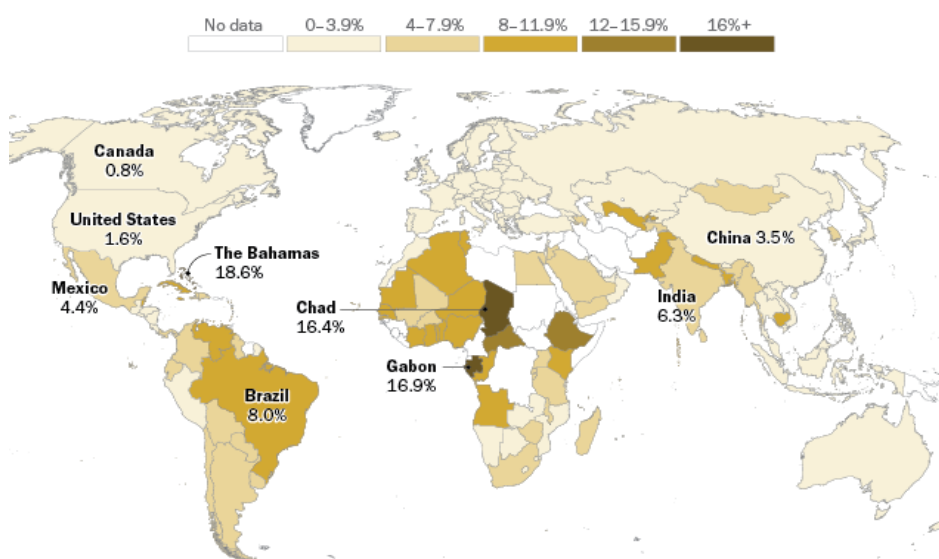 No data 0–3.9% 4–7.9% 8–11.9% 12–15.9% 16%+
Canada
0.8%
United States
1.6%
The Bahamas
18.6%
Mexico
4.4%
Chad
16.4%
Gabon
16.9%
Brazil
8.0%
China 3.5%
India
6.3%